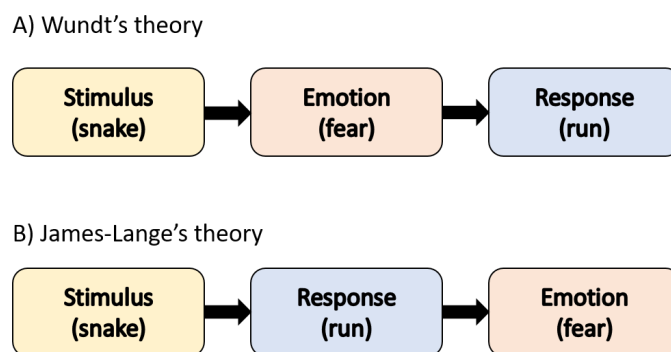 A) Wundt's theory
Stimulus
(snake)
Emotion
(fear)
Response
(run)
B) James-Lange's theory
Stimulus
(snake)
Response
(run)
Emotion
(fear)